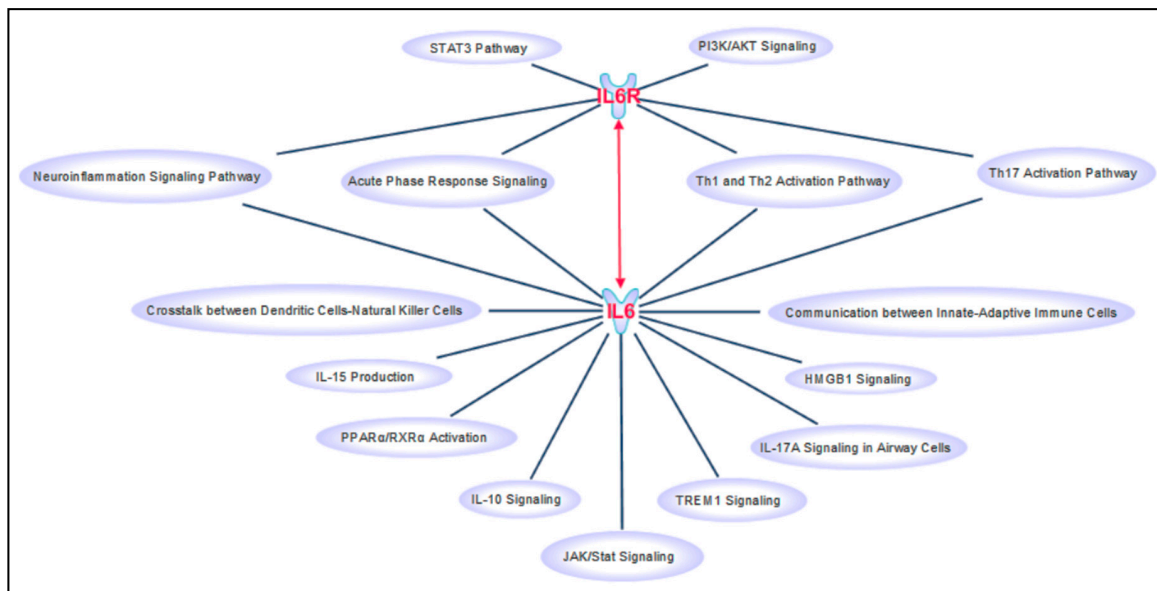 STAT3 Pathway
PI3K/AKT Signaling
IL6R
Neuroinflammation Signaling Pathway
Acute Phase Response Signaling
Th1 and Th2 Activation Pathway
Th17 Activation Pathway
Crosstalk between Dendritic Cells-Natural Killer Cells
IL6
Communication between Innate-Adaptive Immune Cells
IL-15 Production
HMGB1 Signaling
PPARα/RXRα Activation
IL-17A Signaling in Airway Cells
IL-10 Signaling
TREM1 Signaling
JAK/Stat Signaling